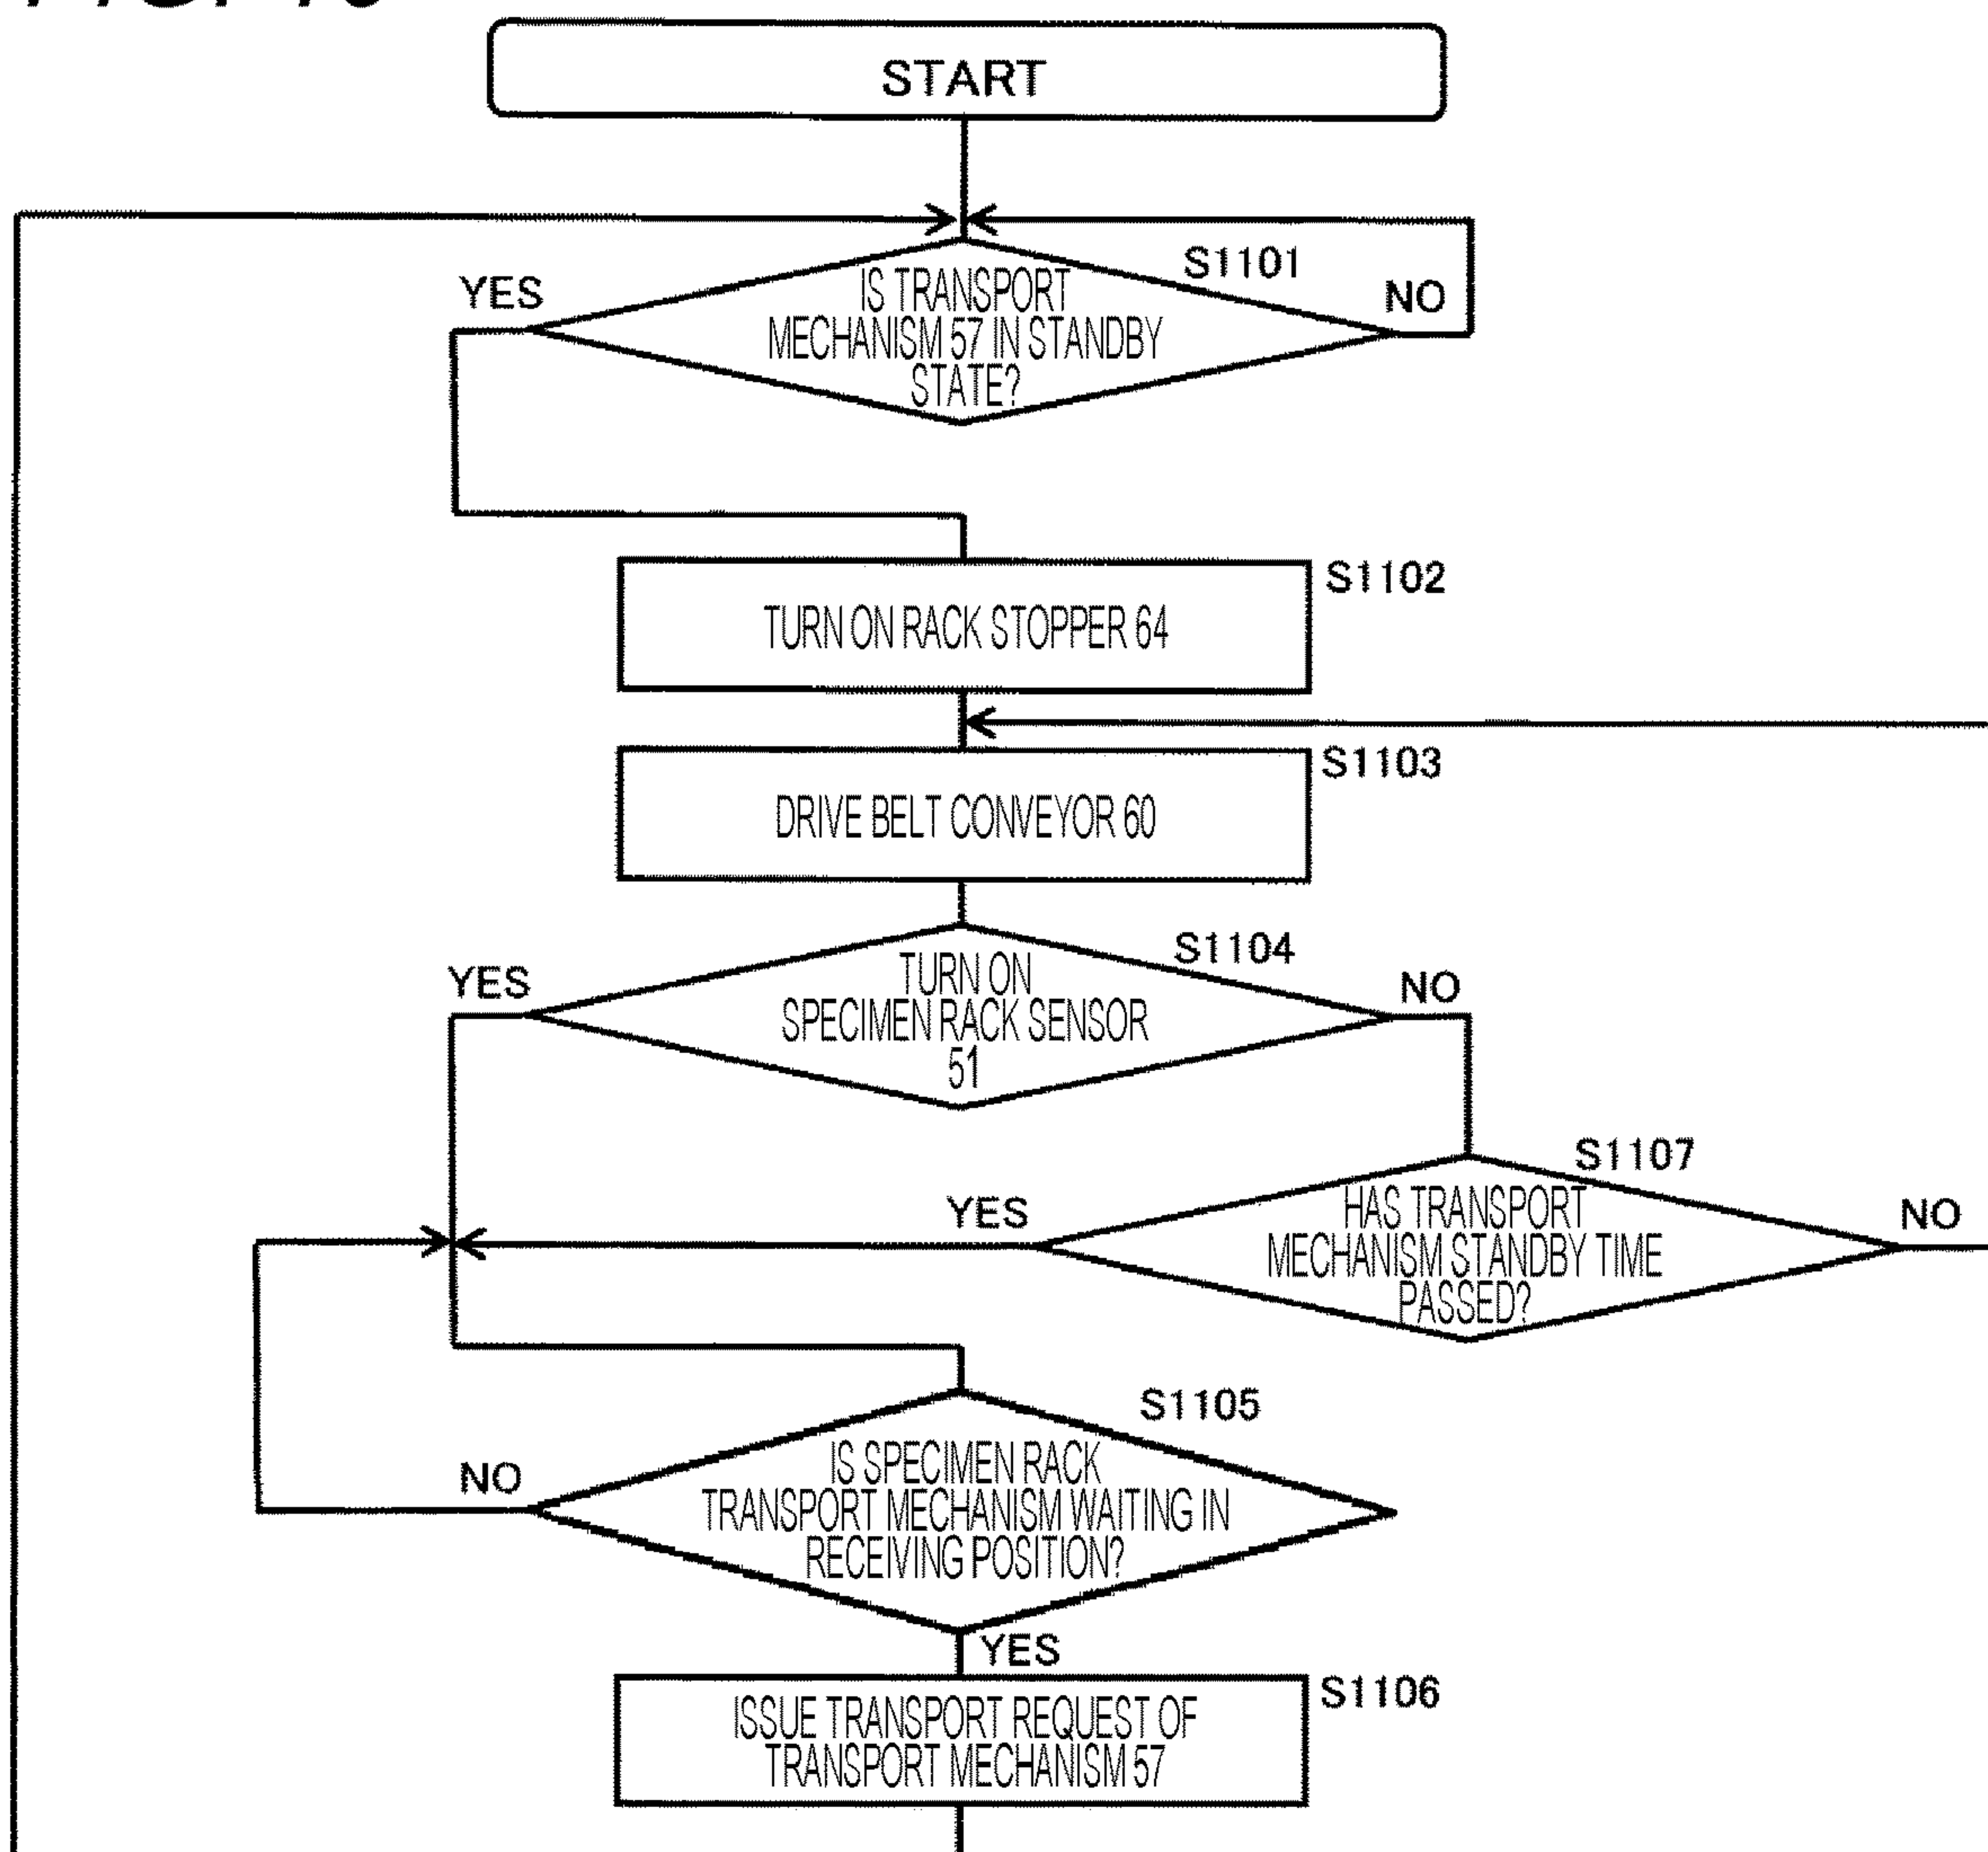 START
S1101
YES
NO
IS TRANSPORT
MECHANISM 57 IN STANDBY
STATE?
S1102
TURN ON RACK STOPPER 64
S1103
DRIVE BELT CONVEYOR 60
S1104
YES
NO
TURN ON
SPECIMEN RACK SENSOR
51
S1107
YES
NO
HAS TRANSPORT
MECHANISM STANDBY TIME
PASSED?
S1105
NO
IS SPECIMEN RACK
TRANSPORT MECHANISM WAITING IN
RECEIVING POSITION?
YES
S1106
ISSUE TRANSPORT REQUEST OF
TRANSPORT MECHANISM 57